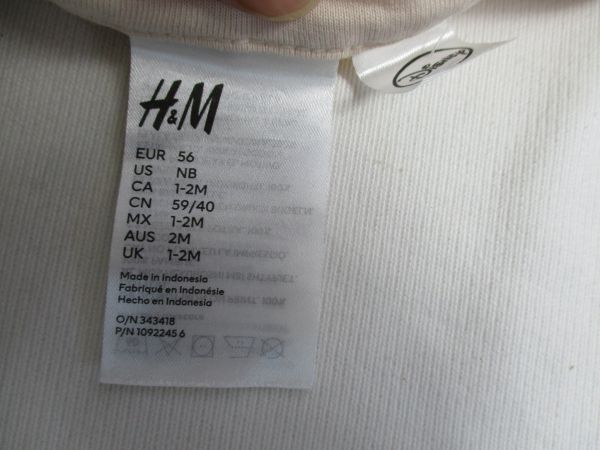 H&M
EUR 56
US NB
CA 1-2M
CN 59/40
MX 1-2M
AUS 2M
UK 1-2M
Made in Indonesia
Fabriqué en Indonésie
Hecho en Indonesia
O/N 343418
P/N 1092245 6
Disney